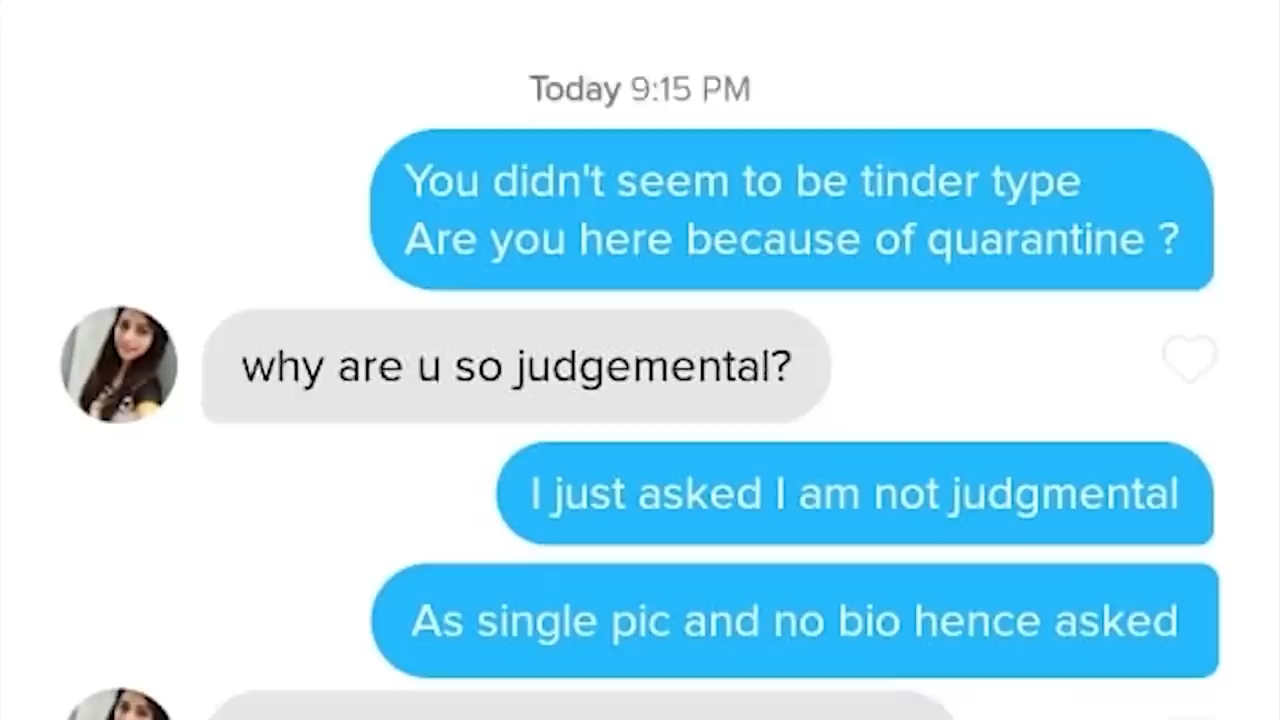 Today 9:15 PM
You didn't seem to be tinder type
Are you here because of quarantine ?
why are u so judgemental?
I just asked I am not judgmental
As single pic and no bio hence asked